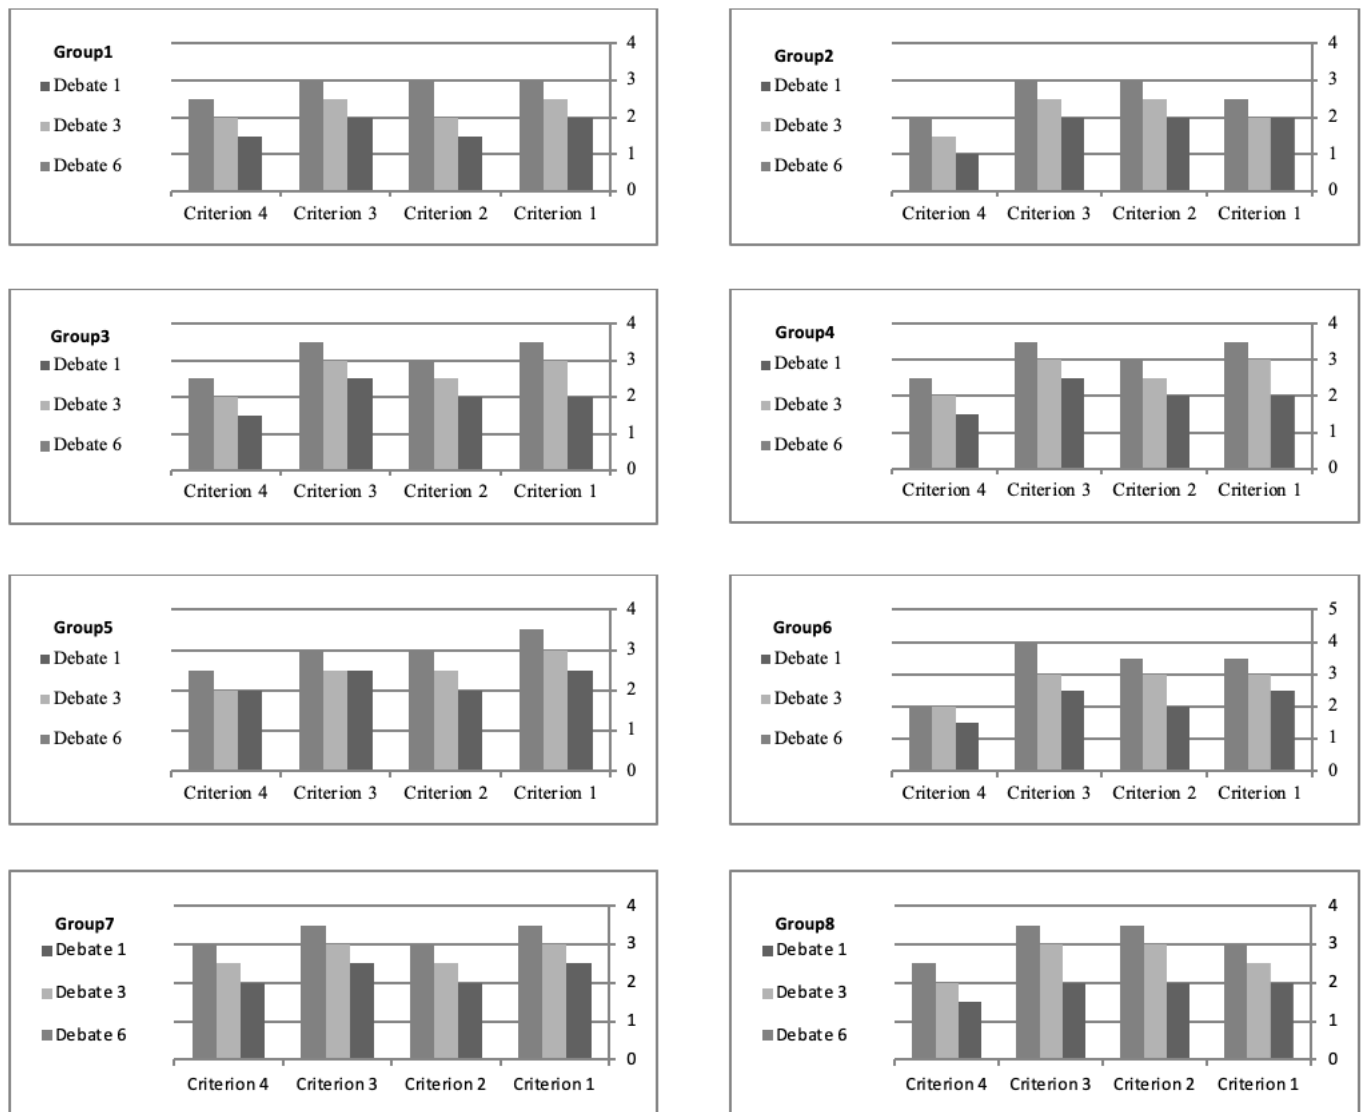 Group1
Debate 1
Debate 3
Debate 6
4
3
2
1
0
Criterion 4 Criterion 3 Criterion 2 Criterion 1
Group2
Debate 1
Debate 3
Debate 6
4
3
2
1
0
Criterion 4 Criterion 3 Criterion 2 Criterion 1
Group3
Debate 1
Debate 3
Debate 6
4
3
2
1
0
Criterion 4 Criterion 3 Criterion 2 Criterion 1
Group4
Debate 1
Debate 3
Debate 6
4
3
2
1
0
Criterion 4 Criterion 3 Criterion 2 Criterion 1
Group5
Debate 1
Debate 3
Debate 6
4
3
2
1
0
Criterion 4 Criterion 3 Criterion 2 Criterion 1
Group6
Debate 1
Debate 3
Debate 6
5
4
3
2
1
0
Criterion 4 Criterion 3 Criterion 2 Criterion 1
Group7
Debate 1
Debate 3
Debate 6
4
3
2
1
0
Criterion 4 Criterion 3 Criterion 2 Criterion 1
Group8
Debate 1
Debate 3
Debate 6
4
3
2
1
0
Criterion 4 Criterion 3 Criterion 2 Criterion 1